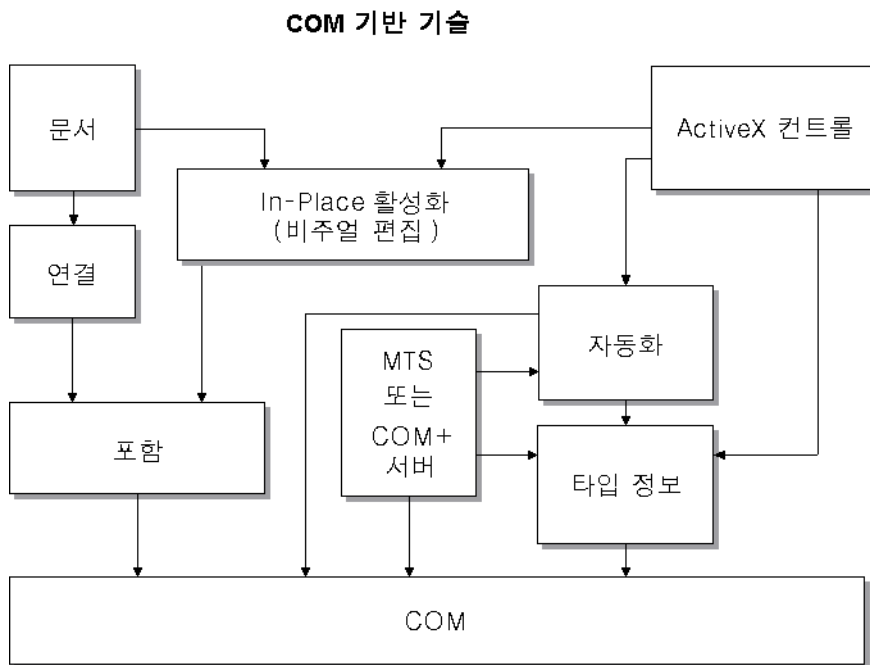 COM 기반 기술
문서
ActiveX 컨트롤
In-Place 활성화
(비주얼 편집)
연결
자동화
MTS
또는
COM+
서버
포함
타입 정보
COM